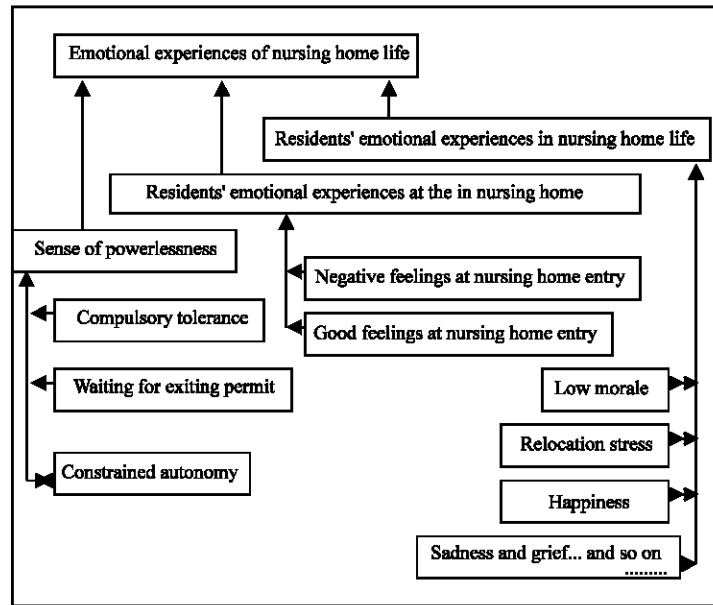 Emotional experiences of nursing home life
Residents' emotional experiences in nursing home life
Residents' emotional experiences at the in nursing home
Sense of powerlessness
Negative feelings at nursing home entry
Compulsory tolerance
Good feelings at nursing home entry
Waiting for exiting permit
Low morale
Relocation stress
Constrained autonomy
Happiness
Sadness and grief... and so on
.........